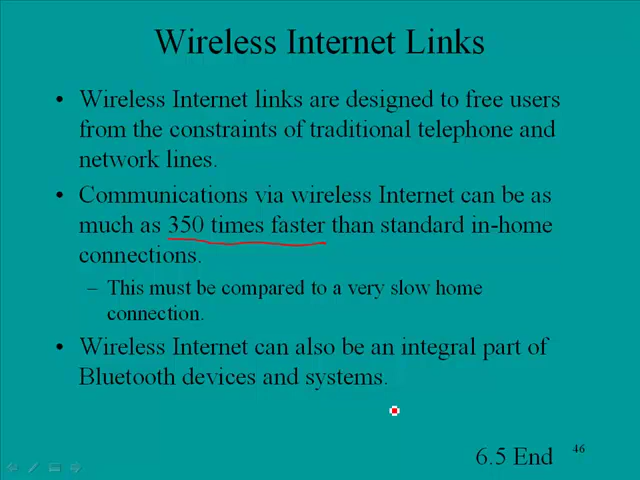 Wireless Internet Links
• Wireless Internet links are designed to free users
from the constraints of traditional telephone and
network lines.
• Communications via wireless Internet can be as
much as 350 times faster than standard in-home
connections.
– This must be compared to a very slow home
connection.
• Wireless Internet can also be an integral part of
Bluetooth devices and systems.
6.5 End
46